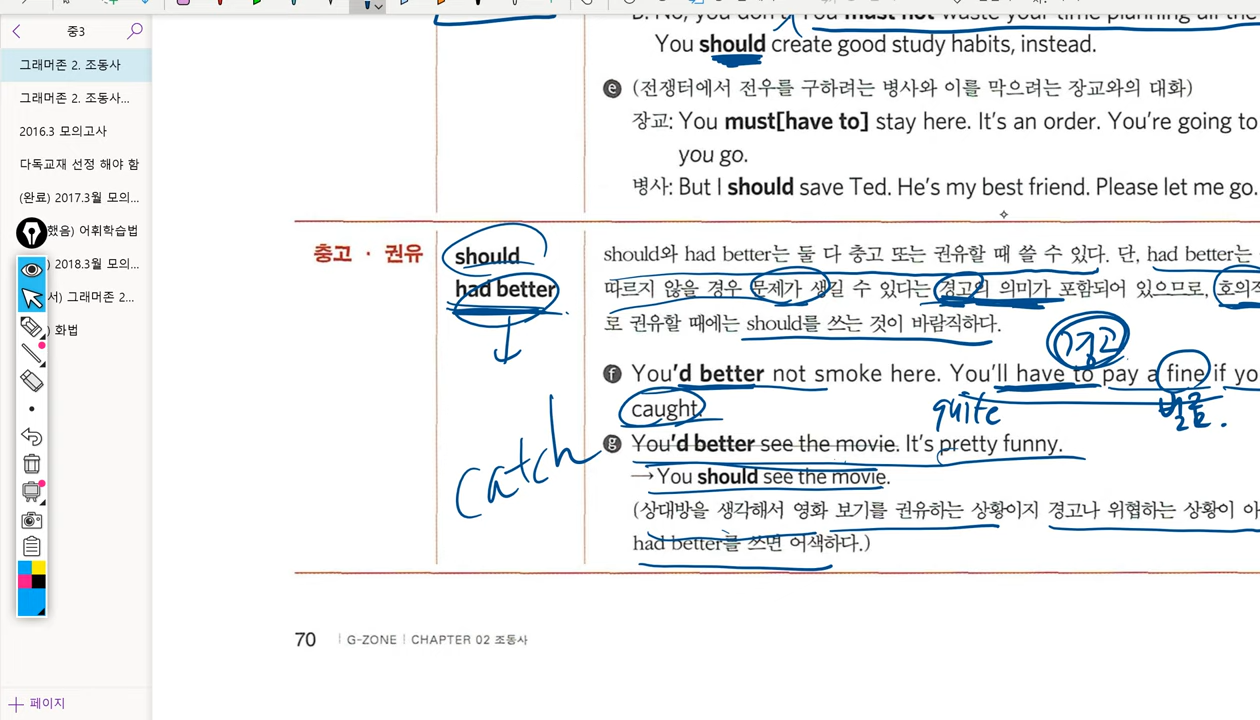 중3
그래머존 2. 조동사
그래머존 2. 조동사...
2016.3 모의고사
다독교재 선정 해야 함
(완료) 2017.3월 모의...
했음) 어휘학습법
) 2018.3월 모의...
서) 그래머존 2...
) 화법
페이지
must not waste your time planning all the
You should create good study habits, instead.
e (전쟁터에서 전우를 구하려는 병사와 이를 막으려는 장교와의 대화)
장교: You must[have to] stay here. It's an order. You're going to
you go.
병사: But I should save Ted. He's my best friend. Please let me go.
충고 · 권유
should
had better
catch
should와 had better는 둘 다 충고 또는 권유할 때 쓸 수 있다. 단, had better는
따르지 않을 경우 문제가 생길 수 있다는 경고의 의미가 포함되어 있으므로, 호의적
로 권유할 때에는 should를 쓰는 것이 바람직하다.
경고
f You'd better not smoke here. You'll have to pay a fine if yo
caught.
quite
벌금.
g You'd better see the movie. It's pretty funny.
→ You should see the movie.
(상대방을 생각해서 영화 보기를 권유하는 상황이지 경고나 위협하는 상황이 아
had better를 쓰면 어색하다.)
70 G-ZONE CHAPTER 02 조동사